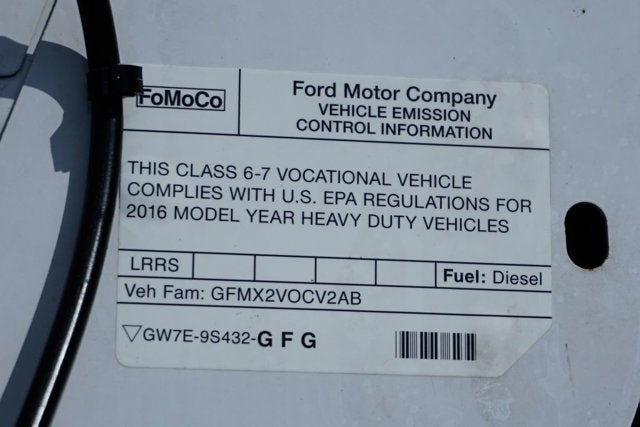 FoMoCo
Ford Motor Company
VEHICLE EMISSION
CONTROL INFORMATION
THIS CLASS 6-7 VOCATIONAL VEHICLE
COMPLIES WITH U.S. EPA REGULATIONS FOR
2016 MODEL YEAR HEAVY DUTY VEHICLES
LRRS Fuel: Diesel
Veh Fam: GFMX2VOCV2AB
▽GW7E-9S432-G F G